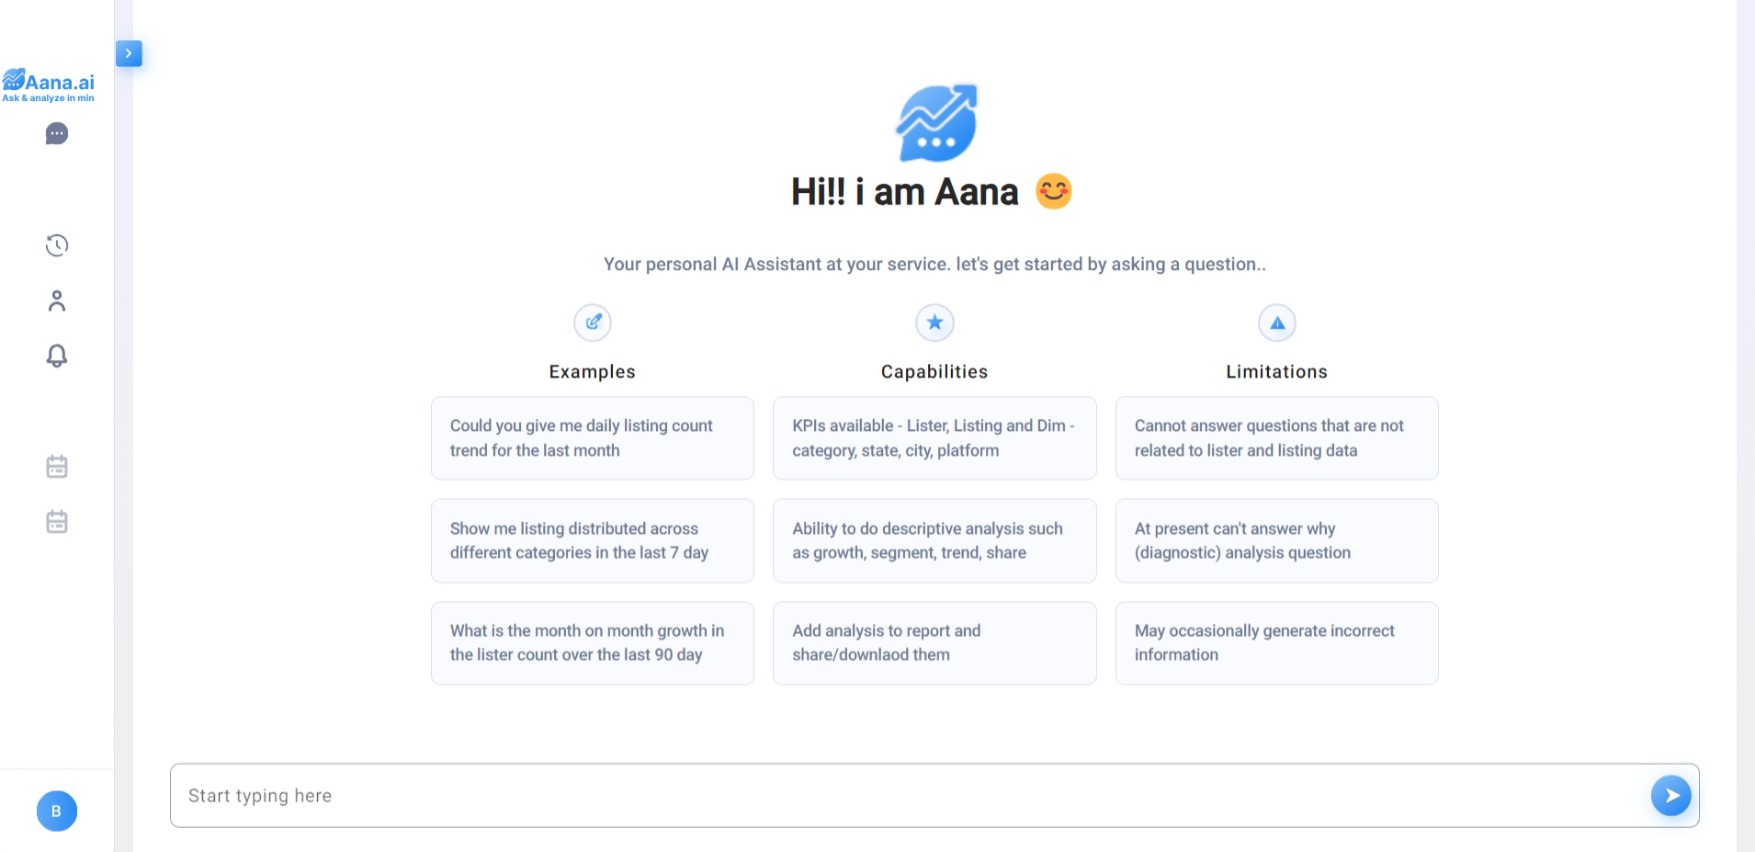 Aana.ai
Ask & analyze in min
Hi!! i am Aana 😊
Your personal AI Assistant at your service. let's get started by asking a question..
Examples
Could you give me daily listing count
trend for the last month
Show me listing distributed across
different categories in the last 7 day
What is the month on month growth in
the lister count over the last 90 day
Capabilities
KPIs available - Lister, Listing and Dim -
category, state, city, platform
Ability to do descriptive analysis such
as growth, segment, trend, share
Add analysis to report and
share/downlaod them
Limitations
Cannot answer questions that are not
related to lister and listing data
At present can't answer why
(diagnostic) analysis question
May occasionally generate incorrect
information
Start typing here
B